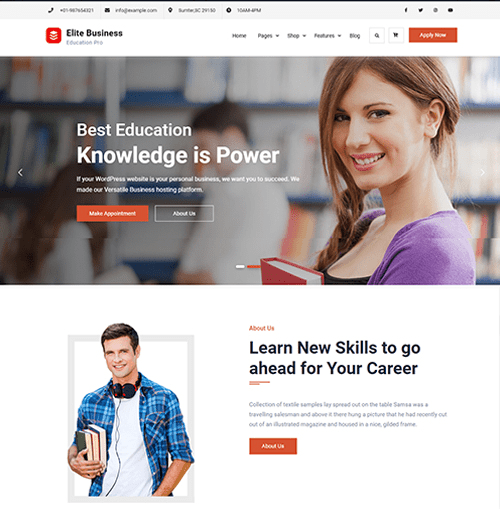 +01-987654321 info@example.com Sumter,SC 29150 10AM-4PM
Elite Business
Education Pro
Home Pages Shop Features Blog Apply Now
Best Education
Knowledge is Power
If your WordPress website is your personal business, we want you to succeed. We
made our Versatile Business hosting platform.
Make Appointment About Us
About Us
Learn New Skills to go
ahead for Your Career
Collection of textile samples lay spread out on the table Samsa was a
travelling salesman and above it there hung a picture that he had recently cut
out of an illustrated magazine and housed in a nice, gilded frame.
About Us